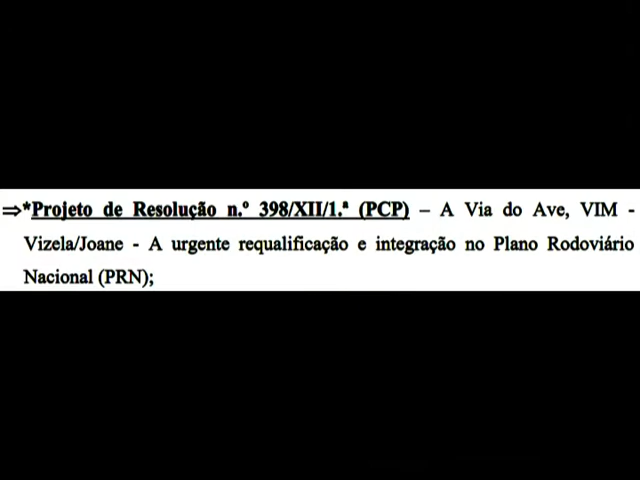 ⇒*Projeto de Resolução n.º 398/XII/1.ª (PCP) – A Via do Ave, VIM -
Vizela/Joane - A urgente requalificação e integração no Plano Rodoviário
Nacional (PRN);